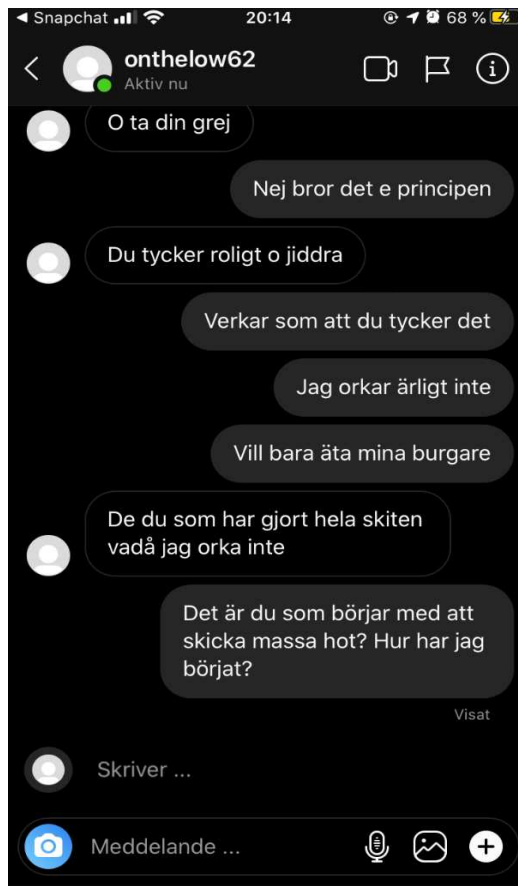 Snapchat 20:14 68 %
onthelow62
Aktiv nu
O ta din grej
Nej bror det e principen
Du tycker roligt o jiddra
Verkar som att du tycker det
Jag orkar ärligt inte
Vill bara äta mina burgare
De du som har gjort hela skiten
vadå jag orka inte
Det är du som börjar med att
skicka massa hot? Hur har jag
börjat?
Visat
Skriver ...
Meddelande ...